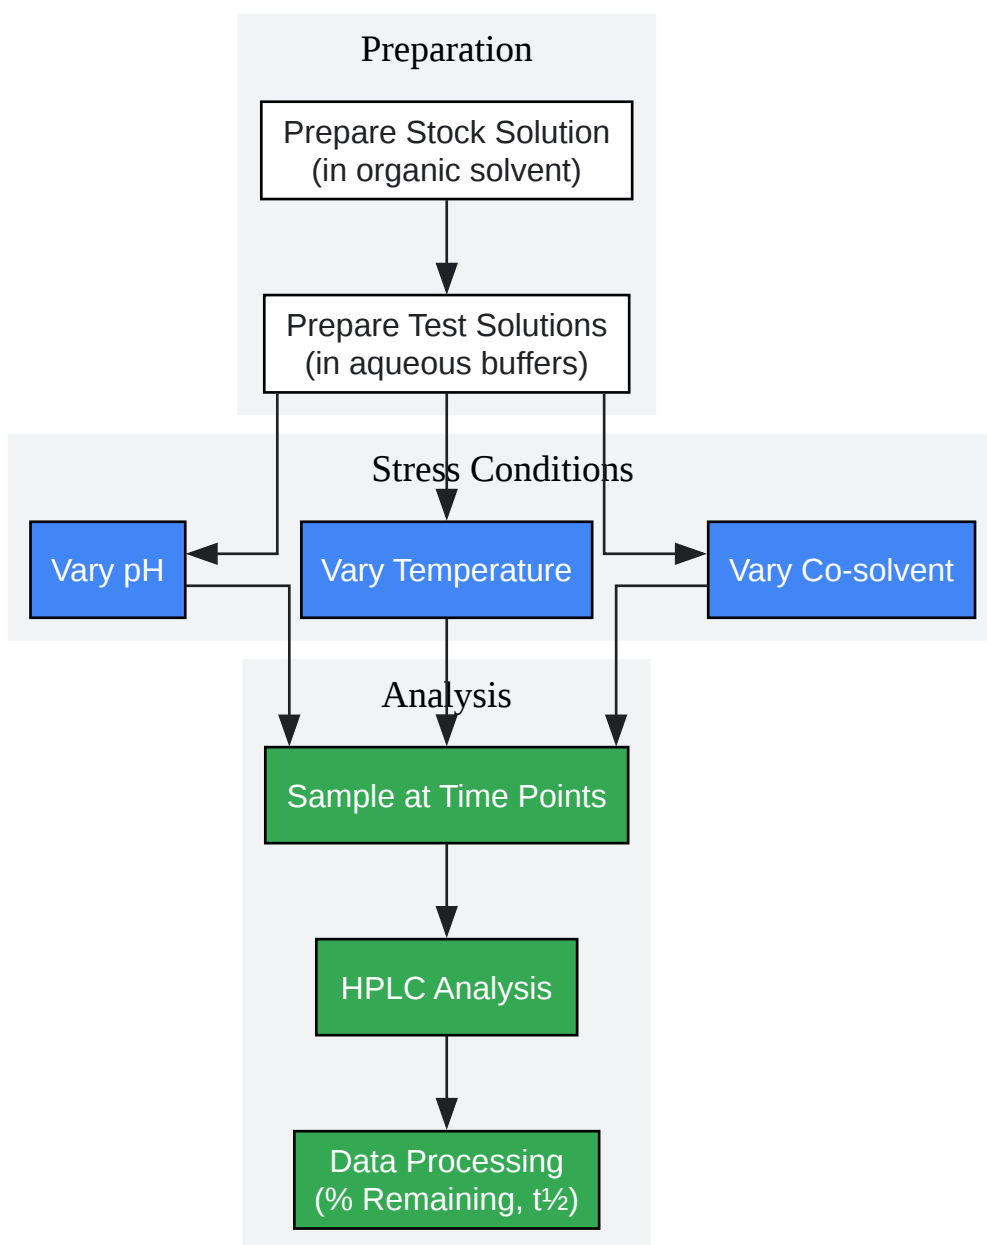 Preparation
Prepare Stock Solution
(in organic solvent)
Prepare Test Solutions
(in aqueous buffers)
Stress Conditions
Vary pH
Vary Temperature
Vary Co-solvent
Analysis
Sample at Time Points
HPLC Analysis
Data Processing
(% Remaining, t½)